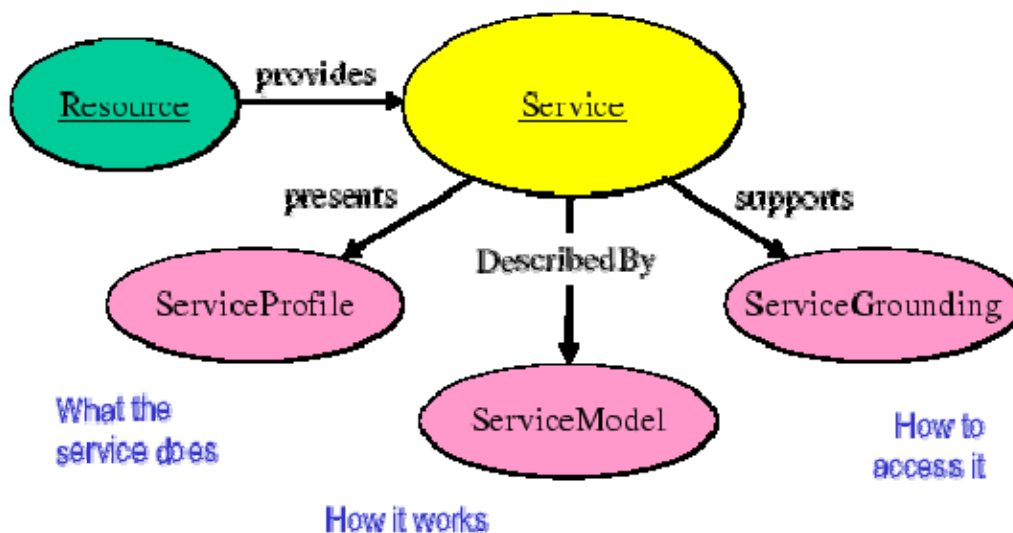 provides
Resource
Service
presents
supports
DescribedBy
ServiceProfile
ServiceGrounding
ServiceModel
What the
service does
How to
access it
How it works